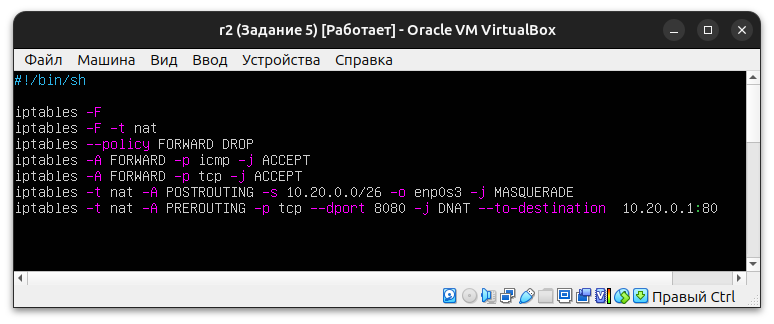 r2 (Задание 5) [Работает] - Oracle VM VirtualBox
Файл Машина Вид Ввод Устройства Справка
#!/bin/sh
iptables -F
iptables -F -t nat
iptables --policy FORWARD DROP
iptables -A FORWARD -p icmp -j ACCEPT
iptables -A FORWARD -p tcp -j ACCEPT
iptables -t nat -A POSTROUTING -s 10.20.0.0/26 -o enp0s3 -j MASQUERADE
iptables -t nat -A PREROUTING -p tcp --dport 8080 -j DNAT --to-destination  10.20.0.1:80
Правый Ctrl